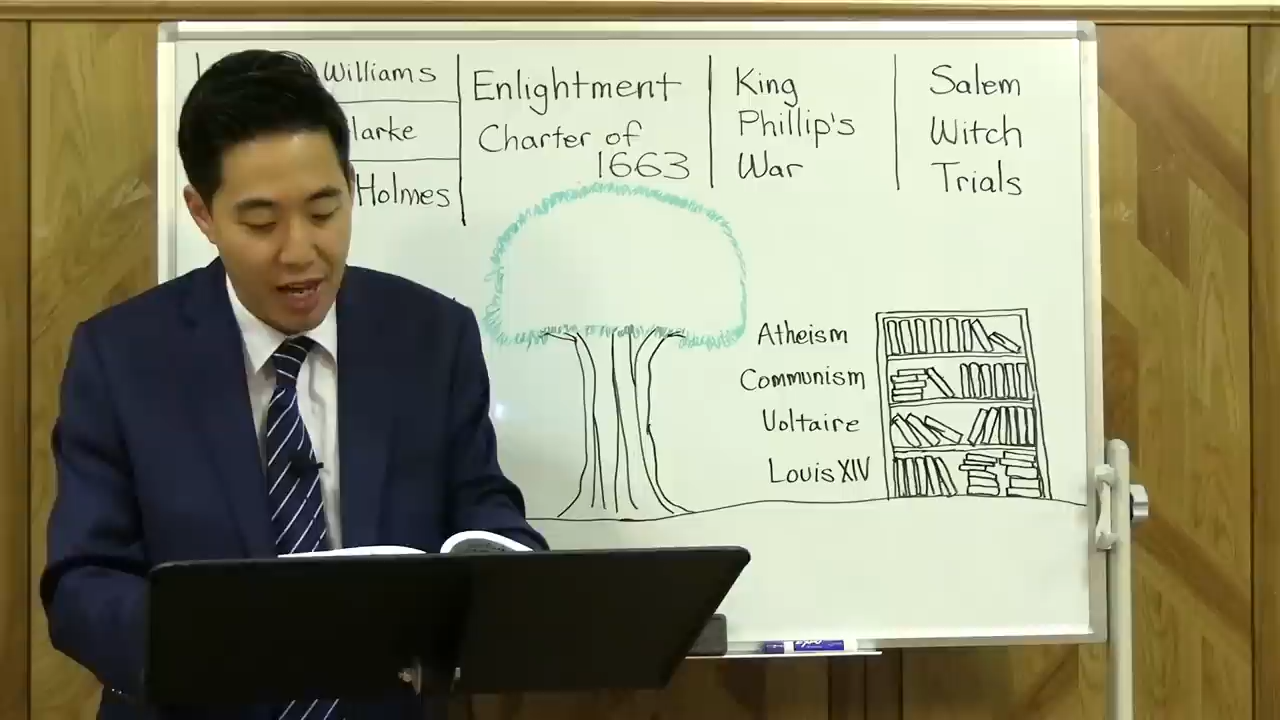 Williams
larke
Holmes
Enlightment
Charter of
1663
King
Phillip's
War
Salem
Witch
Trials
Atheism
Communism
Voltaire
Louis XIV